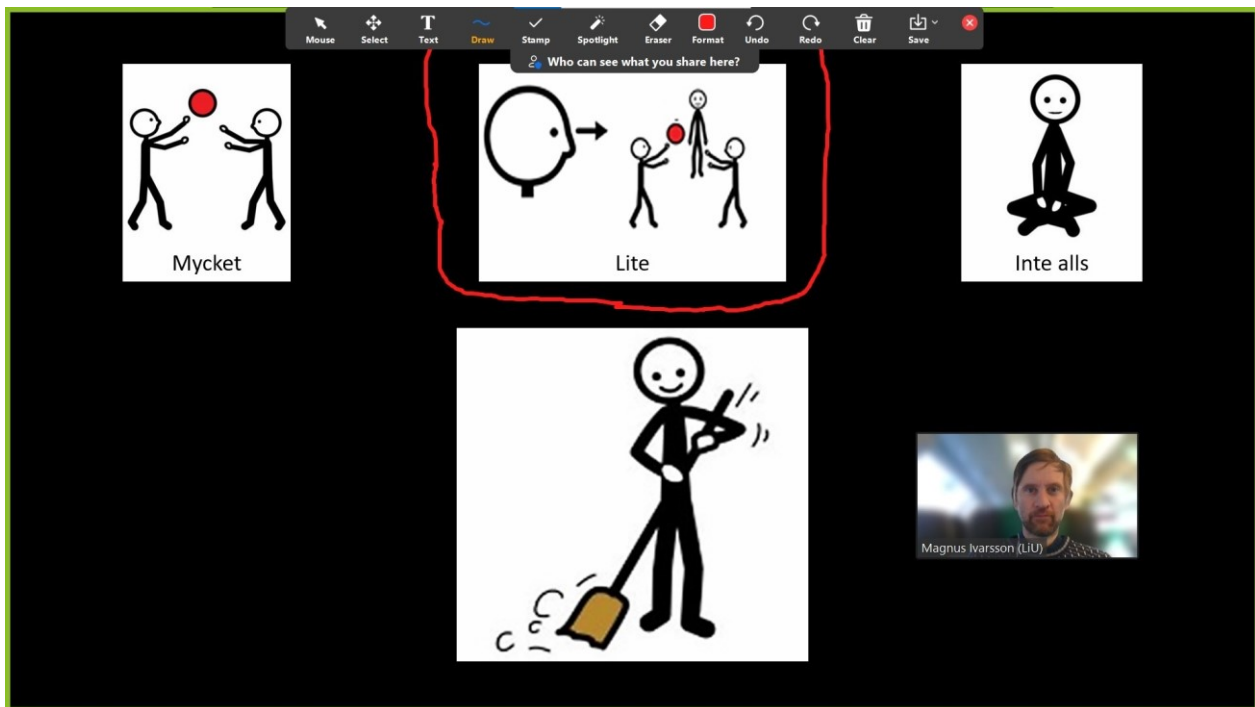 Mouse Select Text Draw Stamp Spotlight Eraser Format Undo Redo Clear Save
Who can see what you share here?
Mycket
Lite
Inte alls
Magnus Ivarsson (LiU)